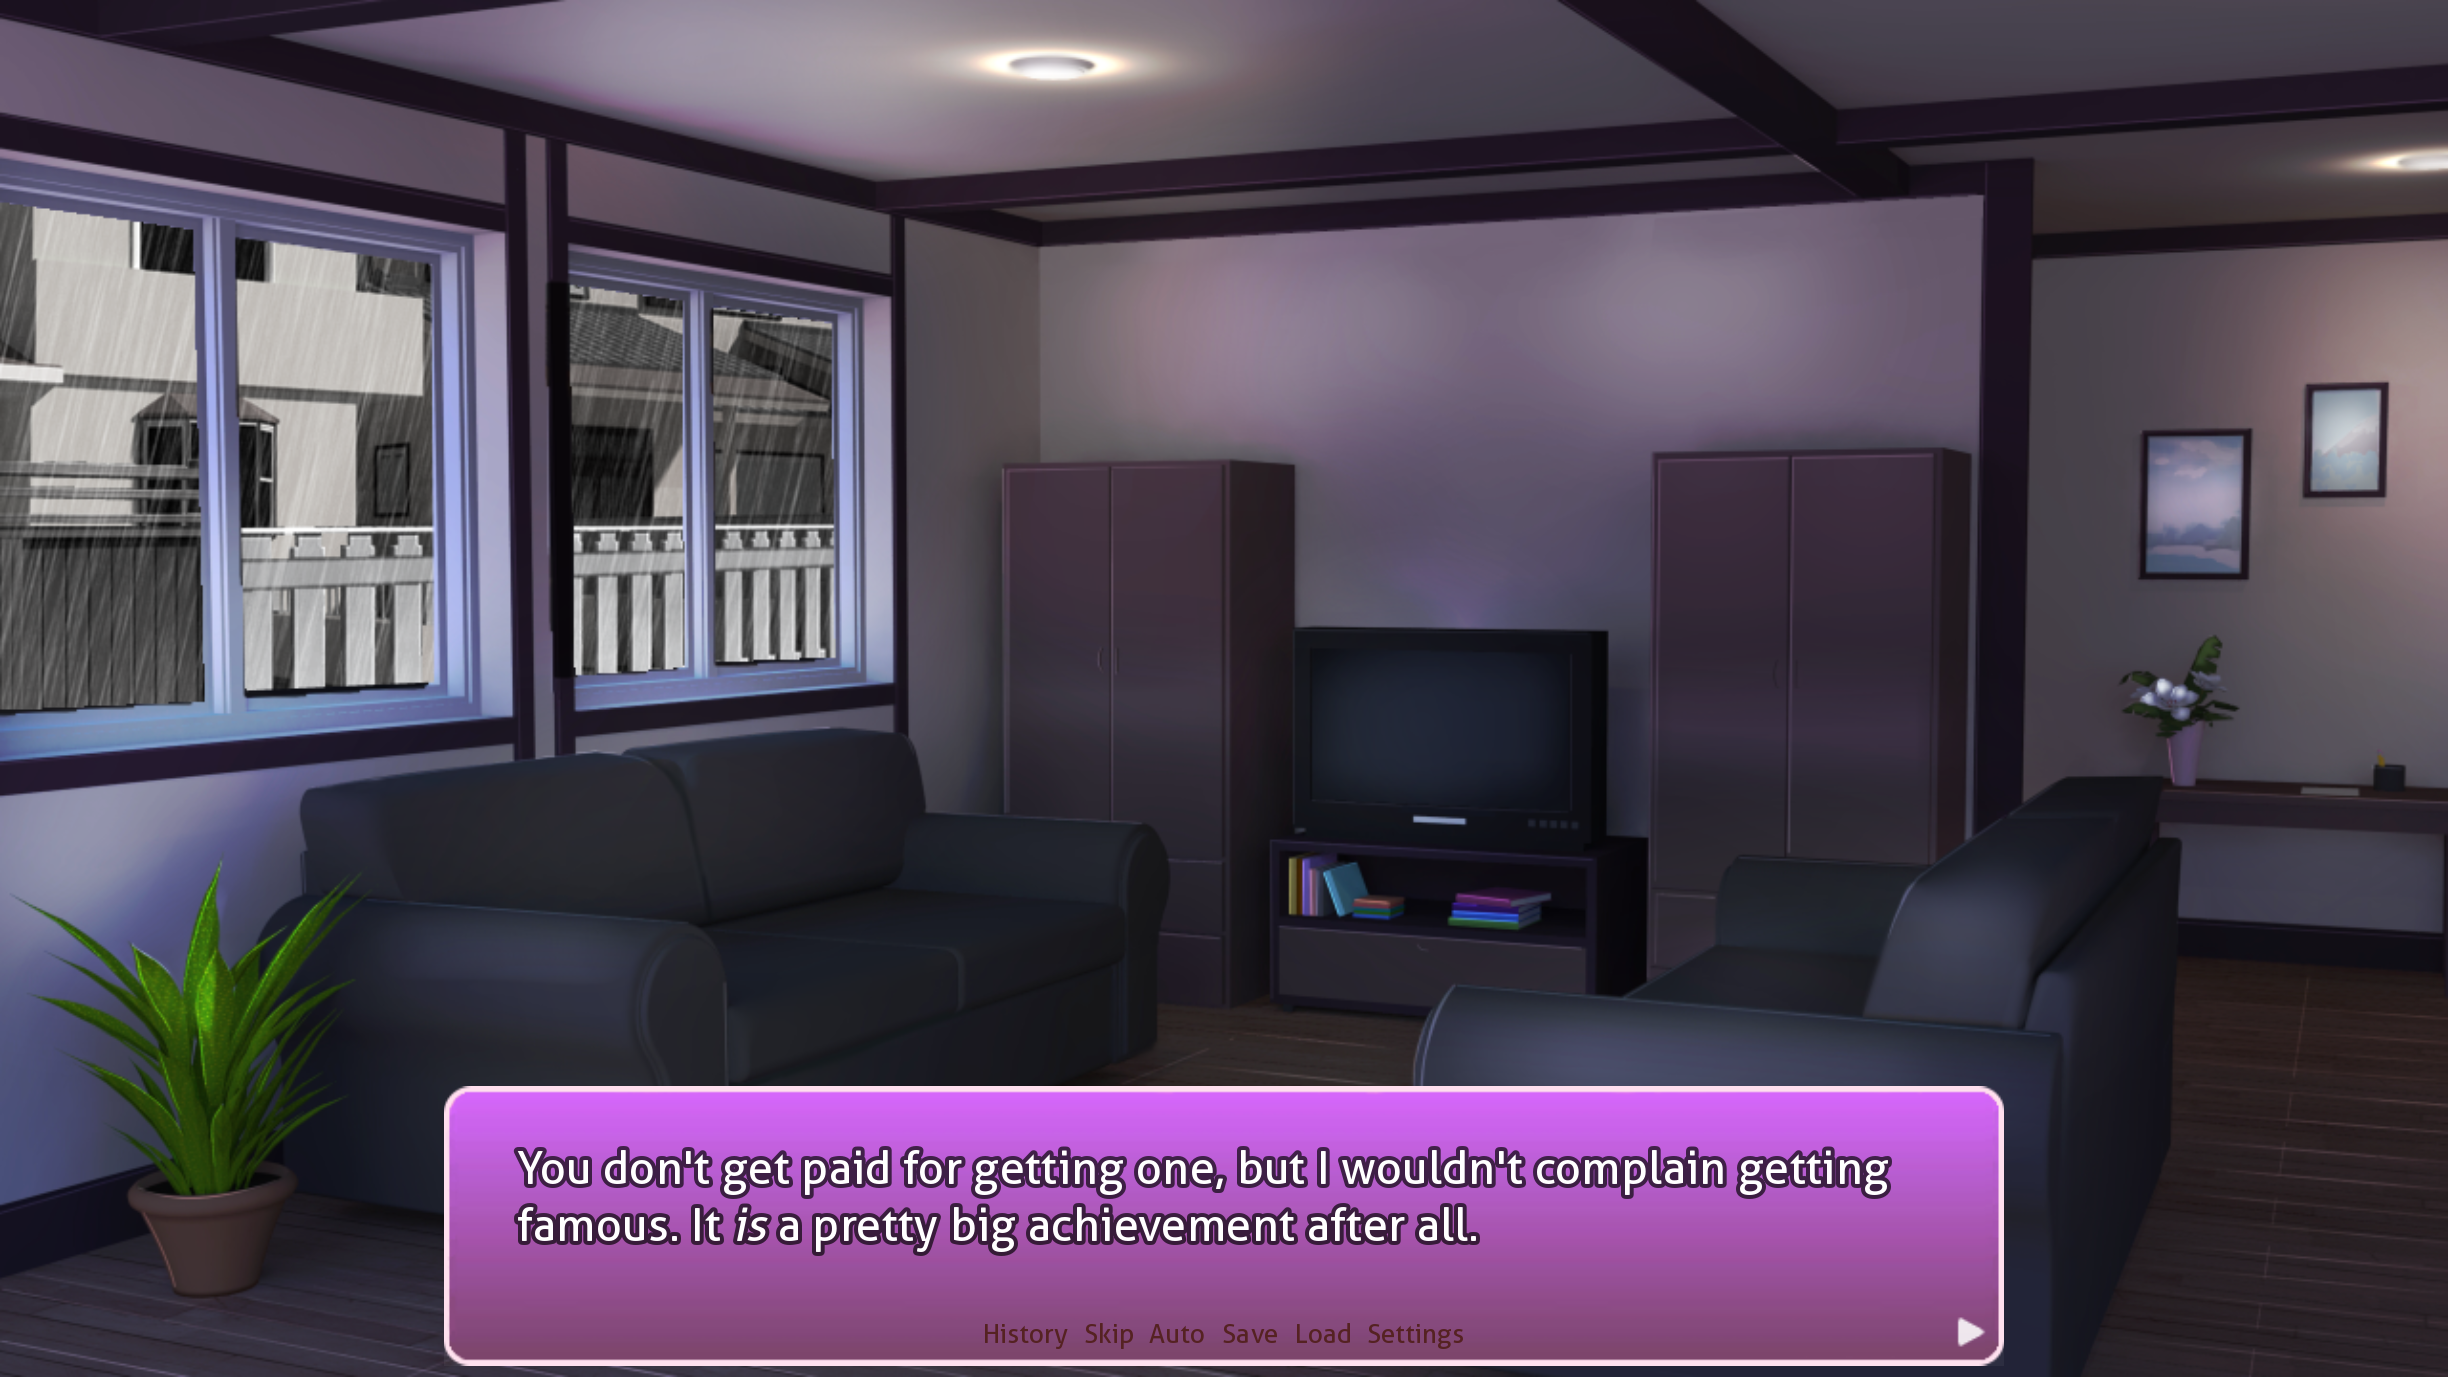 You don't get paid for getting one, but I wouldn't complain getting
famous. It is a pretty big achievement after all.
History Skip Auto Save Load Settings